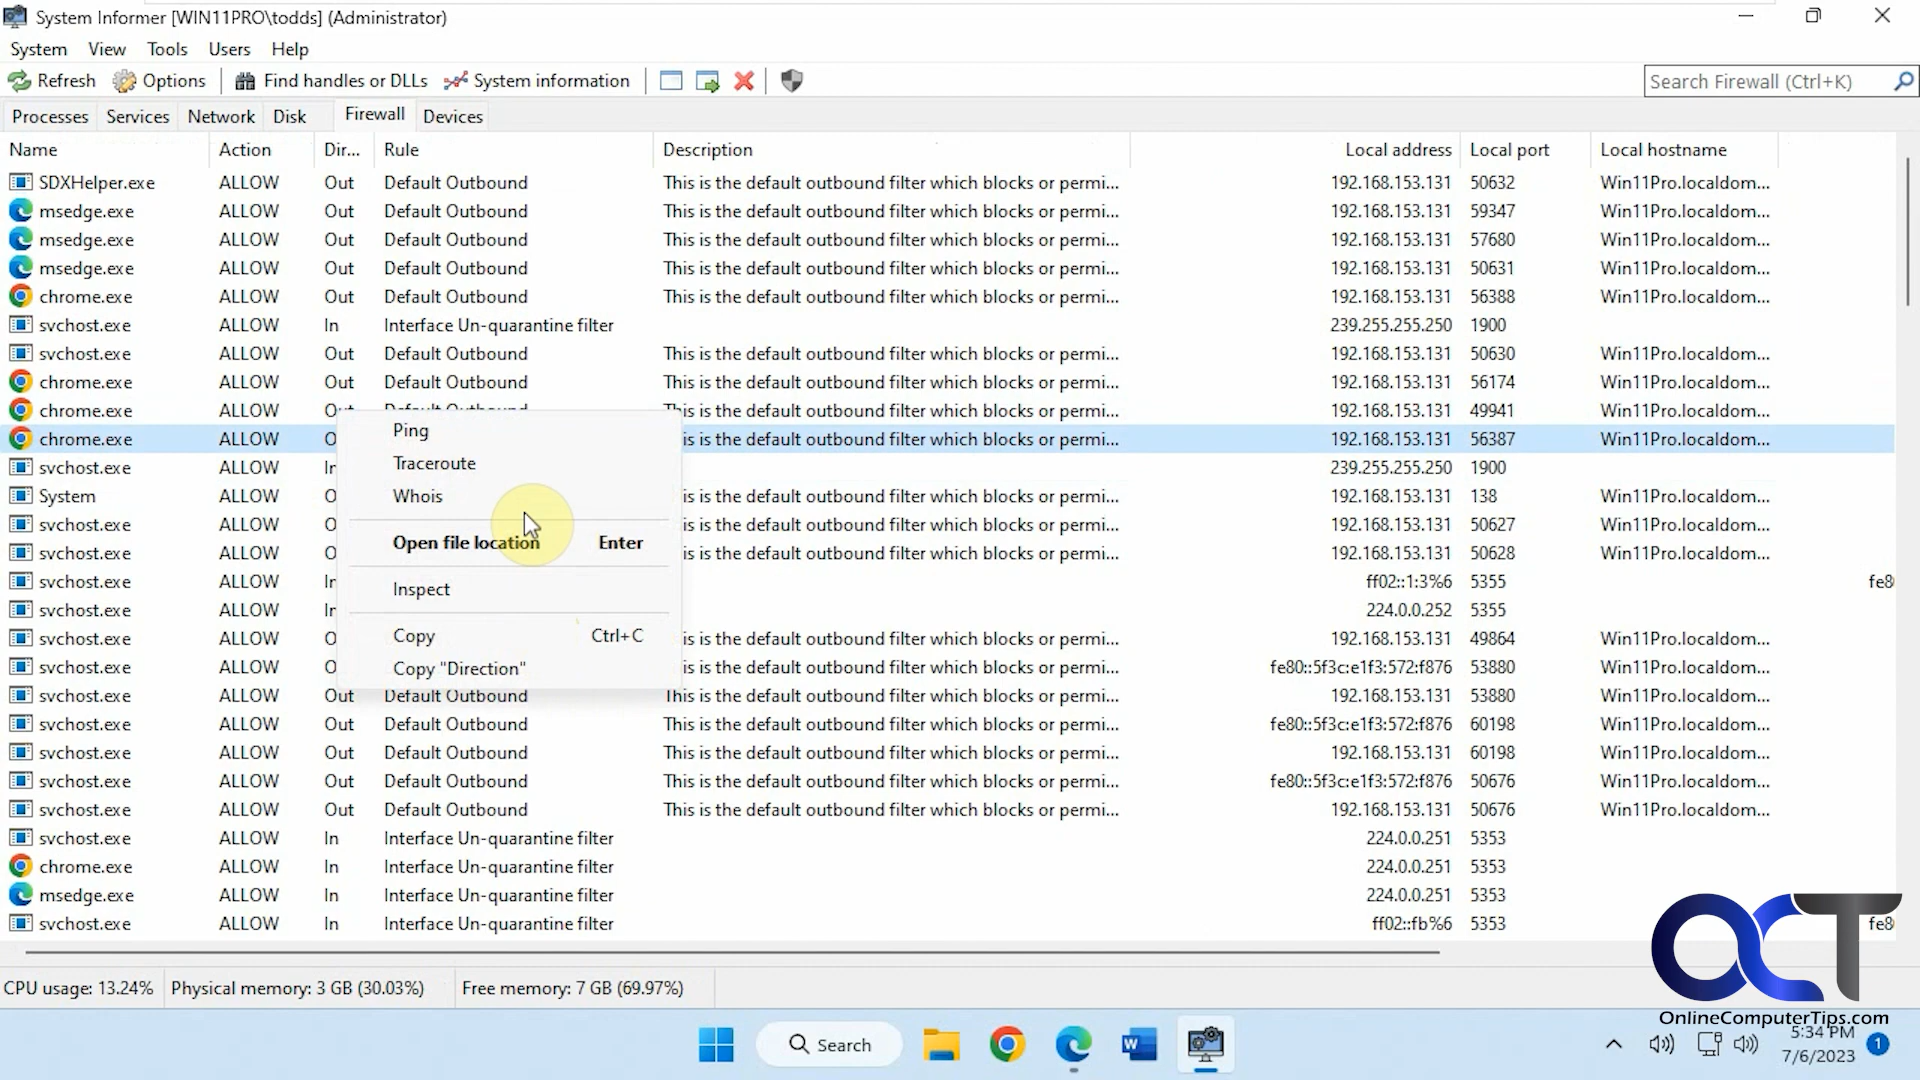 System Informer [WIN11PRO\todds] (Administrator)
System View Tools Users Help
Refresh Options Find handles or DLLs System information Search Firewall (Ctrl+K)
Processes Services Network Disk Firewall Devices
Name Action Dir... Rule Description Local address Local port Local hostname
SDXHelper.exe ALLOW Out Default Outbound This is the default outbound filter which blocks or permi... 192.168.153.131 50632 Win11Pro.localdom...
msedge.exe ALLOW Out Default Outbound This is the default outbound filter which blocks or permi... 192.168.153.131 59347 Win11Pro.localdom...
msedge.exe ALLOW Out Default Outbound This is the default outbound filter which blocks or permi... 192.168.153.131 57680 Win11Pro.localdom...
msedge.exe ALLOW Out Default Outbound This is the default outbound filter which blocks or permi... 192.168.153.131 50631 Win11Pro.localdom...
chrome.exe ALLOW Out Default Outbound This is the default outbound filter which blocks or permi... 192.168.153.131 56388 Win11Pro.localdom...
svchost.exe ALLOW In Interface Un-quarantine filter 239.255.255.250 1900
svchost.exe ALLOW Out Default Outbound This is the default outbound filter which blocks or permi... 192.168.153.131 50630 Win11Pro.localdom...
chrome.exe ALLOW Out Default Outbound This is the default outbound filter which blocks or permi... 192.168.153.131 56174 Win11Pro.localdom...
chrome.exe ALLOW Out Default Outbound This is the default outbound filter which blocks or permi... 192.168.153.131 49941 Win11Pro.localdom...
chrome.exe ALLOW O is is the default outbound filter which blocks or permi... 192.168.153.131 56387 Win11Pro.localdom...
svchost.exe ALLOW In 239.255.255.250 1900
System ALLOW O is is the default outbound filter which blocks or permi... 192.168.153.131 138 Win11Pro.localdom...
svchost.exe ALLOW O is is the default outbound filter which blocks or permi... 192.168.153.131 50627 Win11Pro.localdom...
svchost.exe ALLOW O is is the default outbound filter which blocks or permi... 192.168.153.131 50628 Win11Pro.localdom...
svchost.exe ALLOW In ff02::1:3%6 5355 fe8
svchost.exe ALLOW In 224.0.0.252 5355
svchost.exe ALLOW O is is the default outbound filter which blocks or permi... 192.168.153.131 49864 Win11Pro.localdom...
svchost.exe ALLOW O is is the default outbound filter which blocks or permi... fe80::5f3c:e1f3:572:f876 53880 Win11Pro.localdom...
svchost.exe ALLOW Out Default Outbound This is the default outbound filter which blocks or permi... 192.168.153.131 53880 Win11Pro.localdom...
svchost.exe ALLOW Out Default Outbound This is the default outbound filter which blocks or permi... fe80::5f3c:e1f3:572:f876 60198 Win11Pro.localdom...
svchost.exe ALLOW Out Default Outbound This is the default outbound filter which blocks or permi... 192.168.153.131 60198 Win11Pro.localdom...
svchost.exe ALLOW Out Default Outbound This is the default outbound filter which blocks or permi... fe80::5f3c:e1f3:572:f876 50676 Win11Pro.localdom...
svchost.exe ALLOW Out Default Outbound This is the default outbound filter which blocks or permi... 192.168.153.131 50676 Win11Pro.localdom...
svchost.exe ALLOW In Interface Un-quarantine filter 224.0.0.251 5353
chrome.exe ALLOW In Interface Un-quarantine filter 224.0.0.251 5353
msedge.exe ALLOW In Interface Un-quarantine filter 224.0.0.251 5353
svchost.exe ALLOW In Interface Un-quarantine filter ff02::fb%6 5353 fe8
Ping
Traceroute
Whois
Open file location Enter
Inspect
Copy Ctrl+C
Copy "Direction"
CPU usage: 13.24% Physical memory: 3 GB (30.03%) Free memory: 7 GB (69.97%)
OCT
OnlineComputerTips.com
Search
5:34 PM
7/6/2023
1